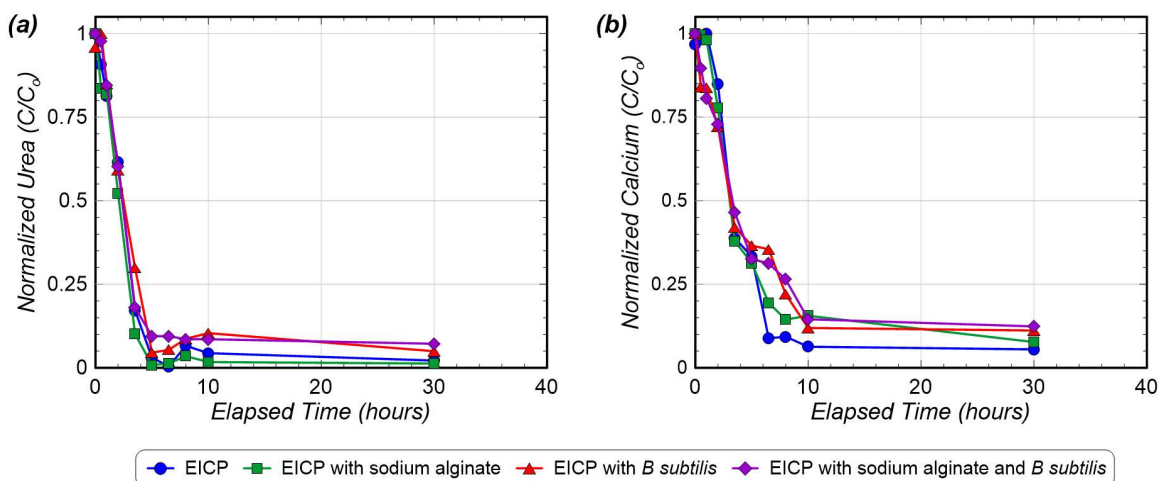 (a)
Normalized Urea (C/Cₒ)
1
0.75
0.5
0.25
0
0 10 20 30 40
Elapsed Time (hours)
(b)
Normalized Calcium (C/Cₒ)
1
0.75
0.5
0.25
0
0 10 20 30 40
Elapsed Time (hours)
EICP EICP with sodium alginate EICP with B subtilis EICP with sodium alginate and B subtilis